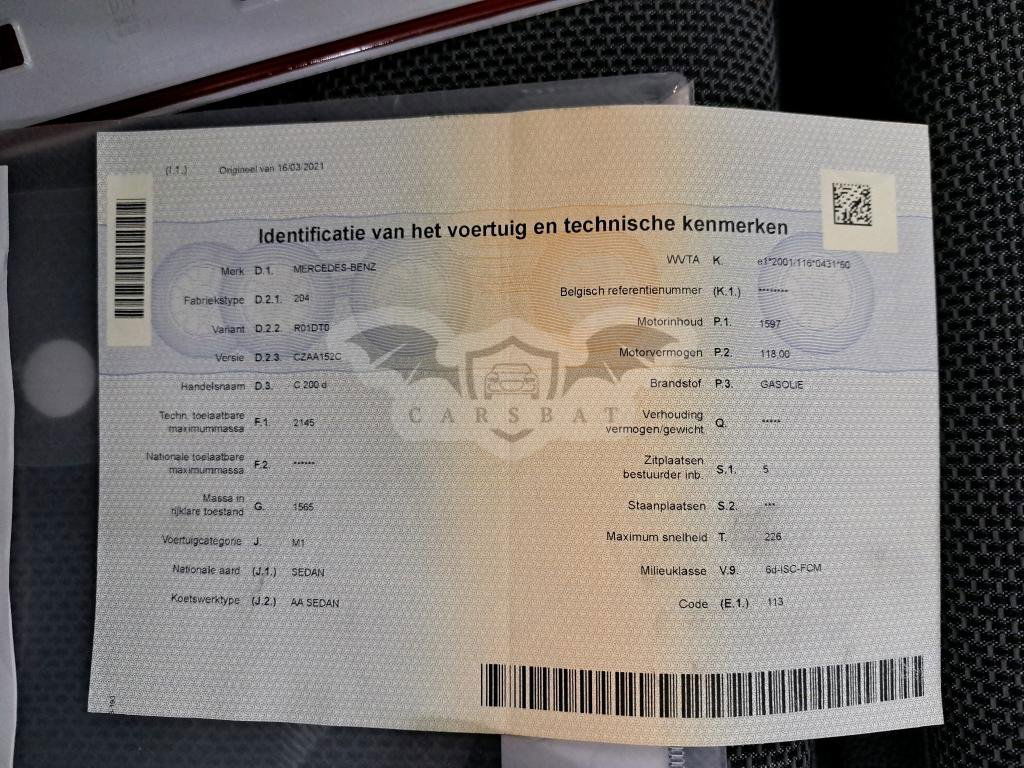 (I.1.) Origineel van 16/03/2021
Identificatie van het voertuig en technische kenmerken
Merk D.1. MERCEDES-BENZ
Fabriekstype D.2.1. 204
Variant D.2.2. R01DT0
Versie D.2.3. CZAA152C
Handelsnaam D.3. C 200 d
Techn. toelaatbare
maximummassa F.1. 2145
Nationale toelaatbare
maximummassa F.2. ******
Massa in
rijklare toestand G. 1565
Voertuigcategorie J. M1
Nationale aard (J.1.) SEDAN
Koetswerktype (J.2.) AA SEDAN
WVTA K. e1*2001/116*0431*60
Belgisch referentienummer (K.1.) ********
Motorinhoud P.1. 1597
Motorvermogen P.2. 118.00
Brandstof P.3. GASOLIE
Verhouding
vermogen/gewicht Q. *****
Zitplaatsen
bestuurder inb. S.1. 5
Staanplaatsen S.2. ***
Maximum snelheid T. 226
Milieuklasse V.9. 6d-ISC-FCM
Code (E.1.) 113
CARSBAT